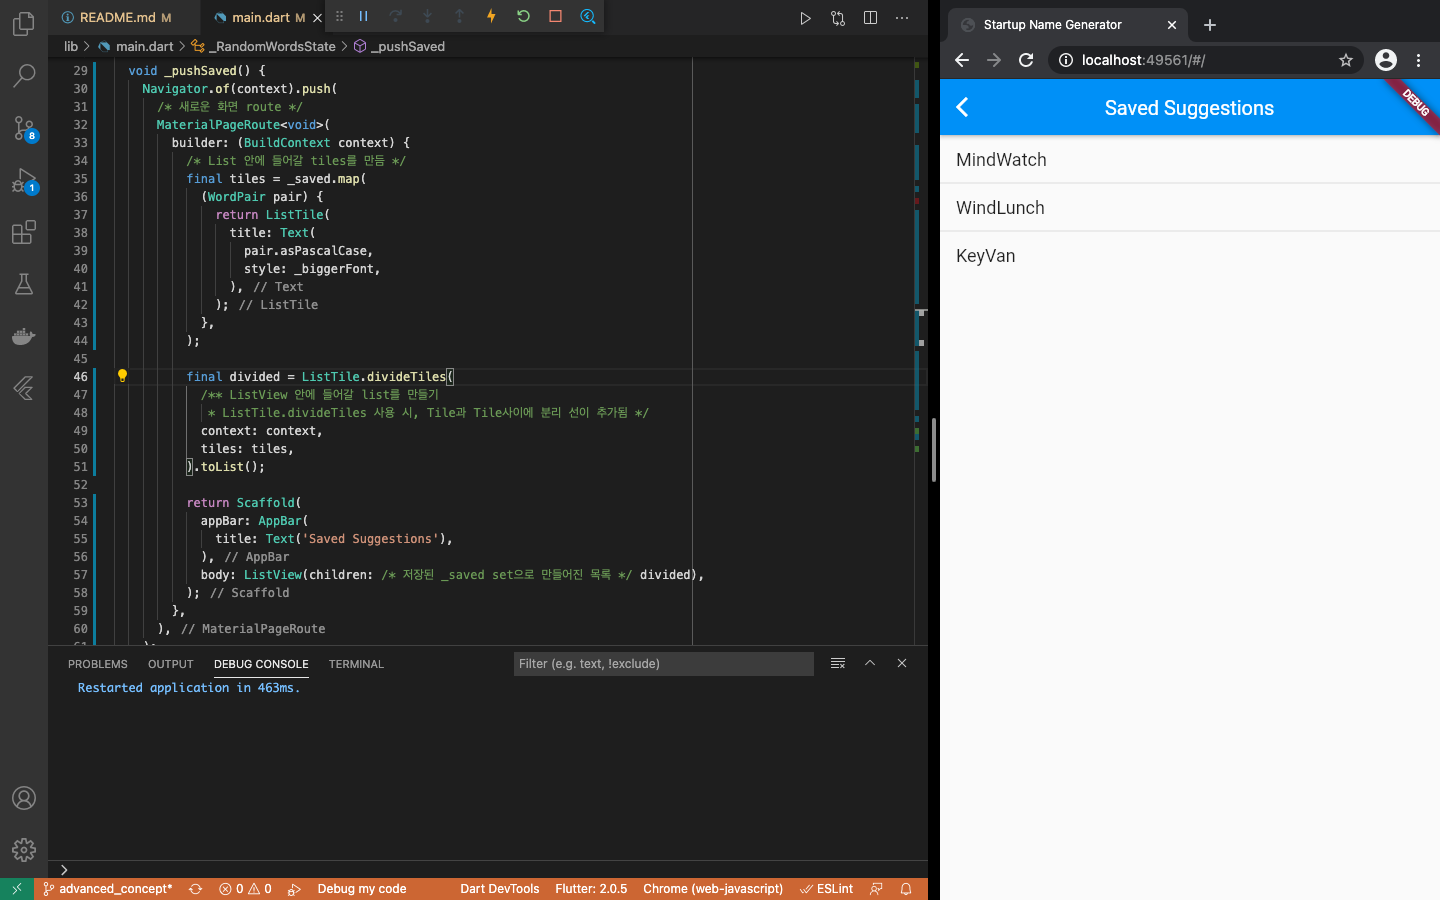 README.md M
main.dart M
lib > main.dart > _RandomWordsState > _pushSaved
29 void _pushSaved() {
30 Navigator.of(context).push(
31 /* 새로운 화면 route */
32 MaterialPageRoute<void>(
33 builder: (BuildContext context) {
34 /* List 안에 들어갈 tiles를 만듬 */
35 final tiles = _saved.map(
36 (WordPair pair) {
37 return ListTile(
38 title: Text(
39 pair.asPascalCase,
40 style: _biggerFont,
41 ), // Text
42 ); // ListTile
43 },
44 );
45
46 final divided = ListTile.divideTiles(
47 /** ListView 안에 들어갈 list를 만들기
48 * ListTile.divideTiles 사용 시, Tile과 Tile사이에 분리 선이 추가됨 */
49 context: context,
50 tiles: tiles,
51 ).toList();
52
53 return Scaffold(
54 appBar: AppBar(
55 title: Text('Saved Suggestions'),
56 ), // AppBar
57 body: ListView(children: /* 저장된 _saved set으로 만들어진 목록 */ divided),
58 ); // Scaffold
59 },
60 ), // MaterialPageRoute
61 );
8
1
PROBLEMS OUTPUT DEBUG CONSOLE TERMINAL
Filter (e.g. text, !exclude)
Restarted application in 463ms.
advanced_concept* 0 0 Debug my code Dart DevTools Flutter: 2.0.5 Chrome (web-javascript) ESLint
Startup Name Generator
localhost:49561/#/
Saved Suggestions
DEBUG
MindWatch
WindLunch
KeyVan